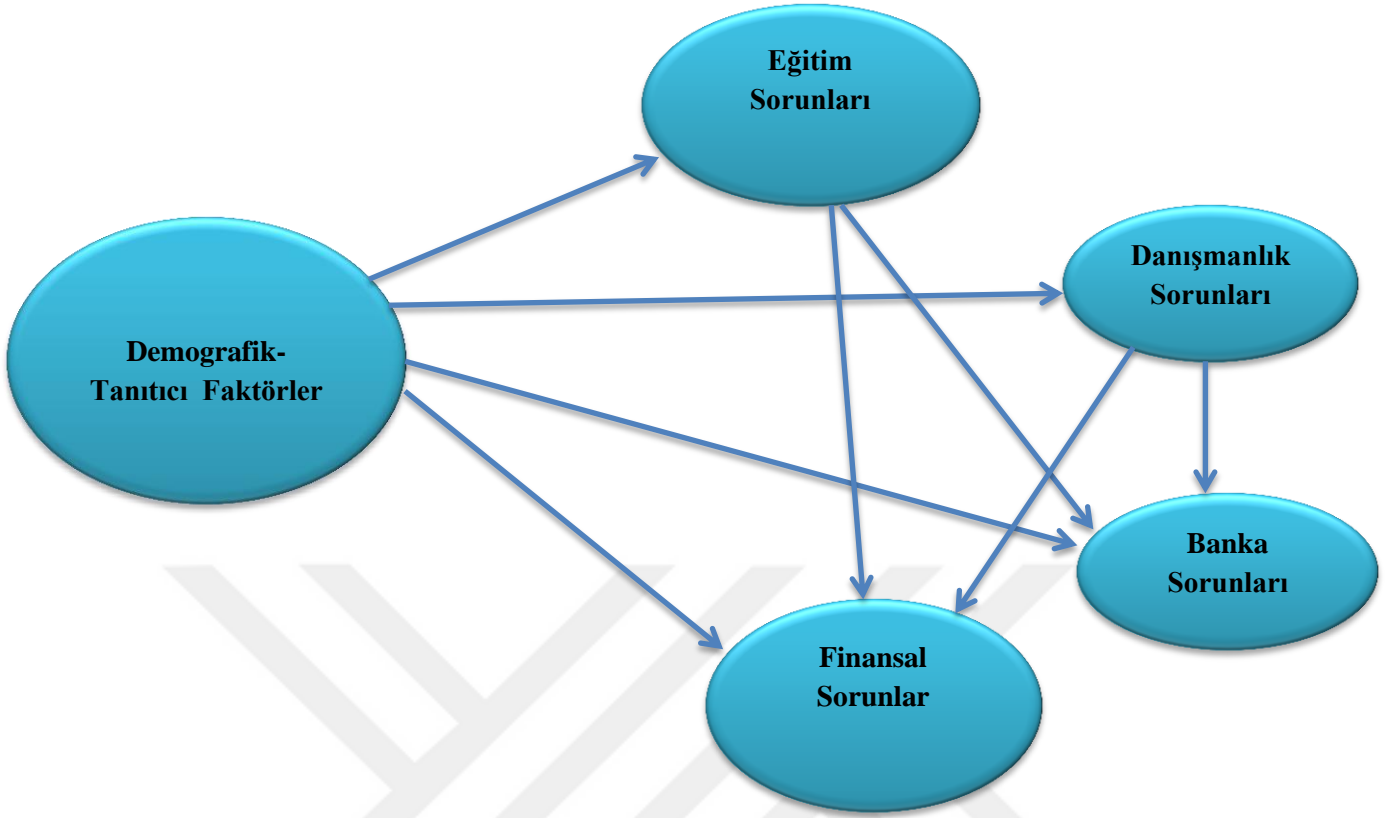 Eğitim
Sorunları
Danışmanlık
Sorunları
Demografik-
Tanıtıcı Faktörler
Banka
Sorunları
Finansal
Sorunlar